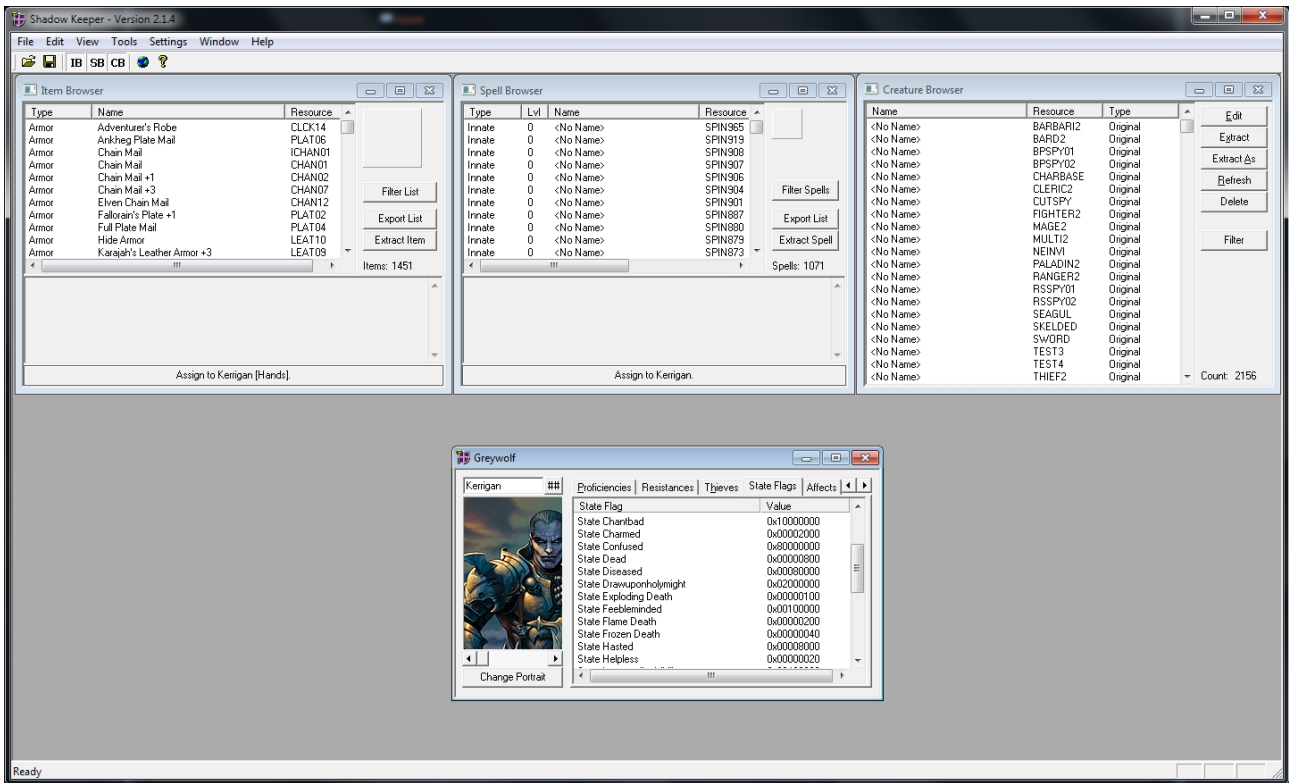 Shadow Keeper - Version 2.1.4
File Edit View Tools Settings Window Help
IB SB CB
Item Browser
Type Name Resource
Armor Adventurer's Robe CLCK14
Armor Ankheg Plate Mail PLAT06
Armor Chain Mail ICHAN01
Armor Chain Mail CHAN01
Armor Chain Mail +1 CHAN02
Armor Chain Mail +3 CHAN07
Armor Elven Chain Mail CHAN12
Armor Fallorain's Plate +1 PLAT02
Armor Full Plate Mail PLAT04
Armor Hide Armor LEAT10
Armor Karajah's Leather Armor +3 LEAT09
Filter List
Export List
Extract Item
Items: 1451
Assign to Kerrigan [Hands].
Spell Browser
Type Lvl Name Resource
Innate 0 <No Name> SPIN965
Innate 0 <No Name> SPIN919
Innate 0 <No Name> SPIN908
Innate 0 <No Name> SPIN907
Innate 0 <No Name> SPIN906
Innate 0 <No Name> SPIN904
Innate 0 <No Name> SPIN901
Innate 0 <No Name> SPIN887
Innate 0 <No Name> SPIN880
Innate 0 <No Name> SPIN879
Innate 0 <No Name> SPIN873
Filter Spells
Export List
Extract Spell
Spells: 1071
Assign to Kerrigan.
Creature Browser
Name Resource Type
<No Name> BARBARI2 Original
<No Name> BARD2 Original
<No Name> BPSPY01 Original
<No Name> BPSPY02 Original
<No Name> CHARBASE Original
<No Name> CLERIC2 Original
<No Name> CUTSPY Original
<No Name> FIGHTER2 Original
<No Name> MAGE2 Original
<No Name> MULTI2 Original
<No Name> NEINVI Original
<No Name> PALADIN2 Original
<No Name> RANGER2 Original
<No Name> RSSPY01 Original
<No Name> RSSPY02 Original
<No Name> SEAGUL Original
<No Name> SKELDED Original
<No Name> SWORD Original
<No Name> TEST3 Original
<No Name> TEST4 Original
<No Name> THIEF2 Original
Edit
Extract
Extract As
Refresh
Delete
Filter
Count: 2156
Greywolf
Kerrigan ##
Change Portrait
Proficiencies Resistances Thieves State Flags Affects
State Flag Value
State Chantbad 0x10000000
State Charmed 0x00002000
State Confused 0x80000000
State Dead 0x00000800
State Diseased 0x00080000
State Drawuponholymight 0x02000000
State Exploding Death 0x00000100
State Feebleminded 0x00100000
State Flame Death 0x00000200
State Frozen Death 0x00000040
State Hasted 0x00008000
State Helpless 0x00000020
Ready